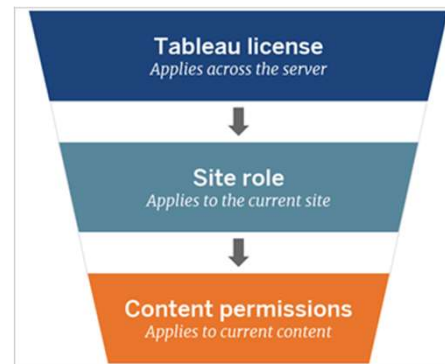 Tableau license
Applies across the server
Site role
Applies to the current site
Content permissions
Applies to current content